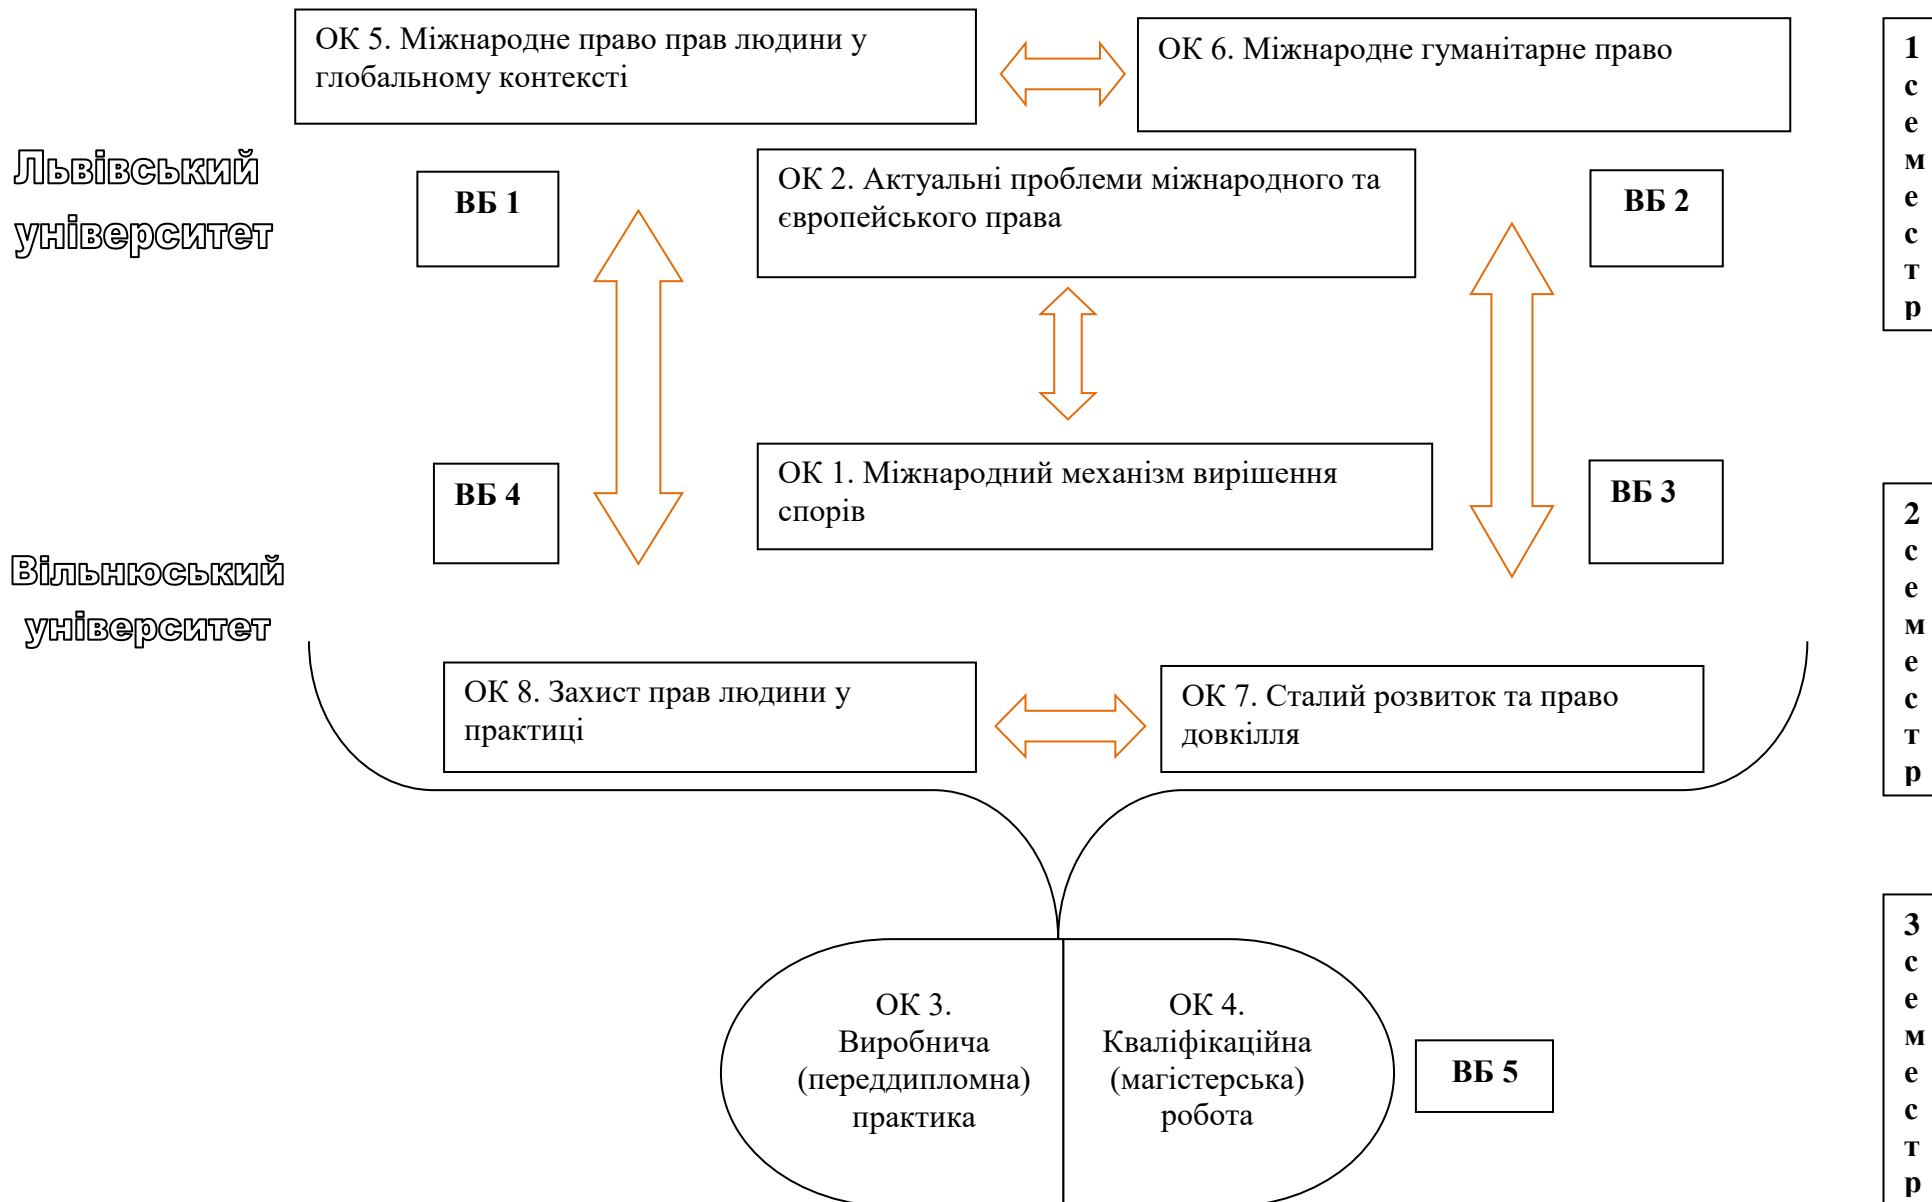 ОК 5. Міжнародне право прав людини у
глобальному контексті
ОК 6. Міжнародне гуманітарне право
1
с
е
м
е
с
т
р
Львівський
університет
ВБ 1
ОК 2. Актуальні проблеми міжнародного та
європейського права
ВБ 2
ВБ 4
ОК 1. Міжнародний механізм вирішення
спорів
ВБ 3
2
с
е
м
е
с
т
р
Вільнюський
університет
ОК 8. Захист прав людини у
практиці
ОК 7. Сталий розвиток та право
довкілля
ОК 3.
Виробнича
(переддипломна)
практика
ОК 4.
Кваліфікаційна
(магістерська)
робота
ВБ 5
3
с
е
м
е
с
т
р